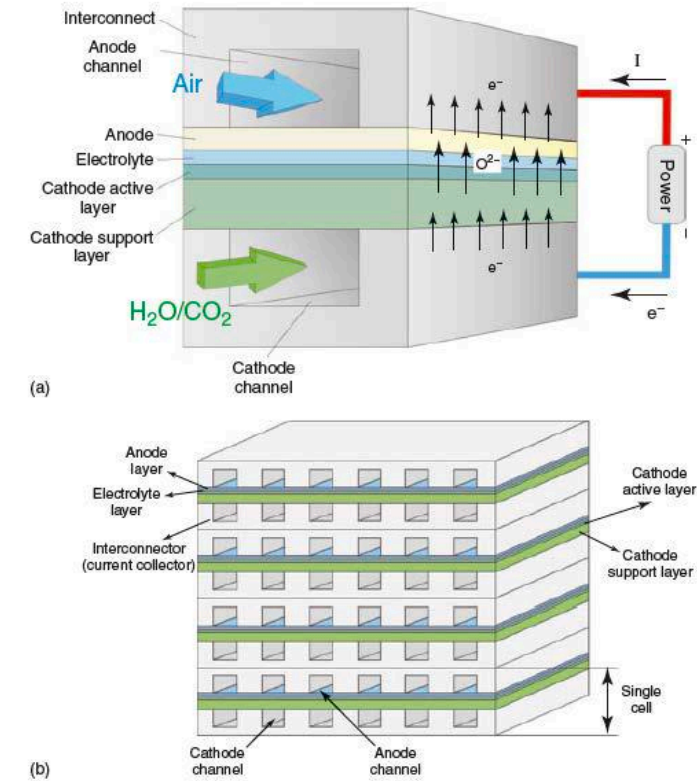 Interconnect
Anode
channel
Air
Anode
Electrolyte
Cathode active
layer
Cathode support
layer
H₂O/CO₂
Cathode
channel
e⁻
O²⁻
e⁻
I
+
Power
−
e⁻
(a)
Anode
layer
Electrolyte
layer
Interconnector
(current collector)
Cathode
active layer
Cathode
support layer
Single
cell
Cathode
channel
Anode
channel
(b)